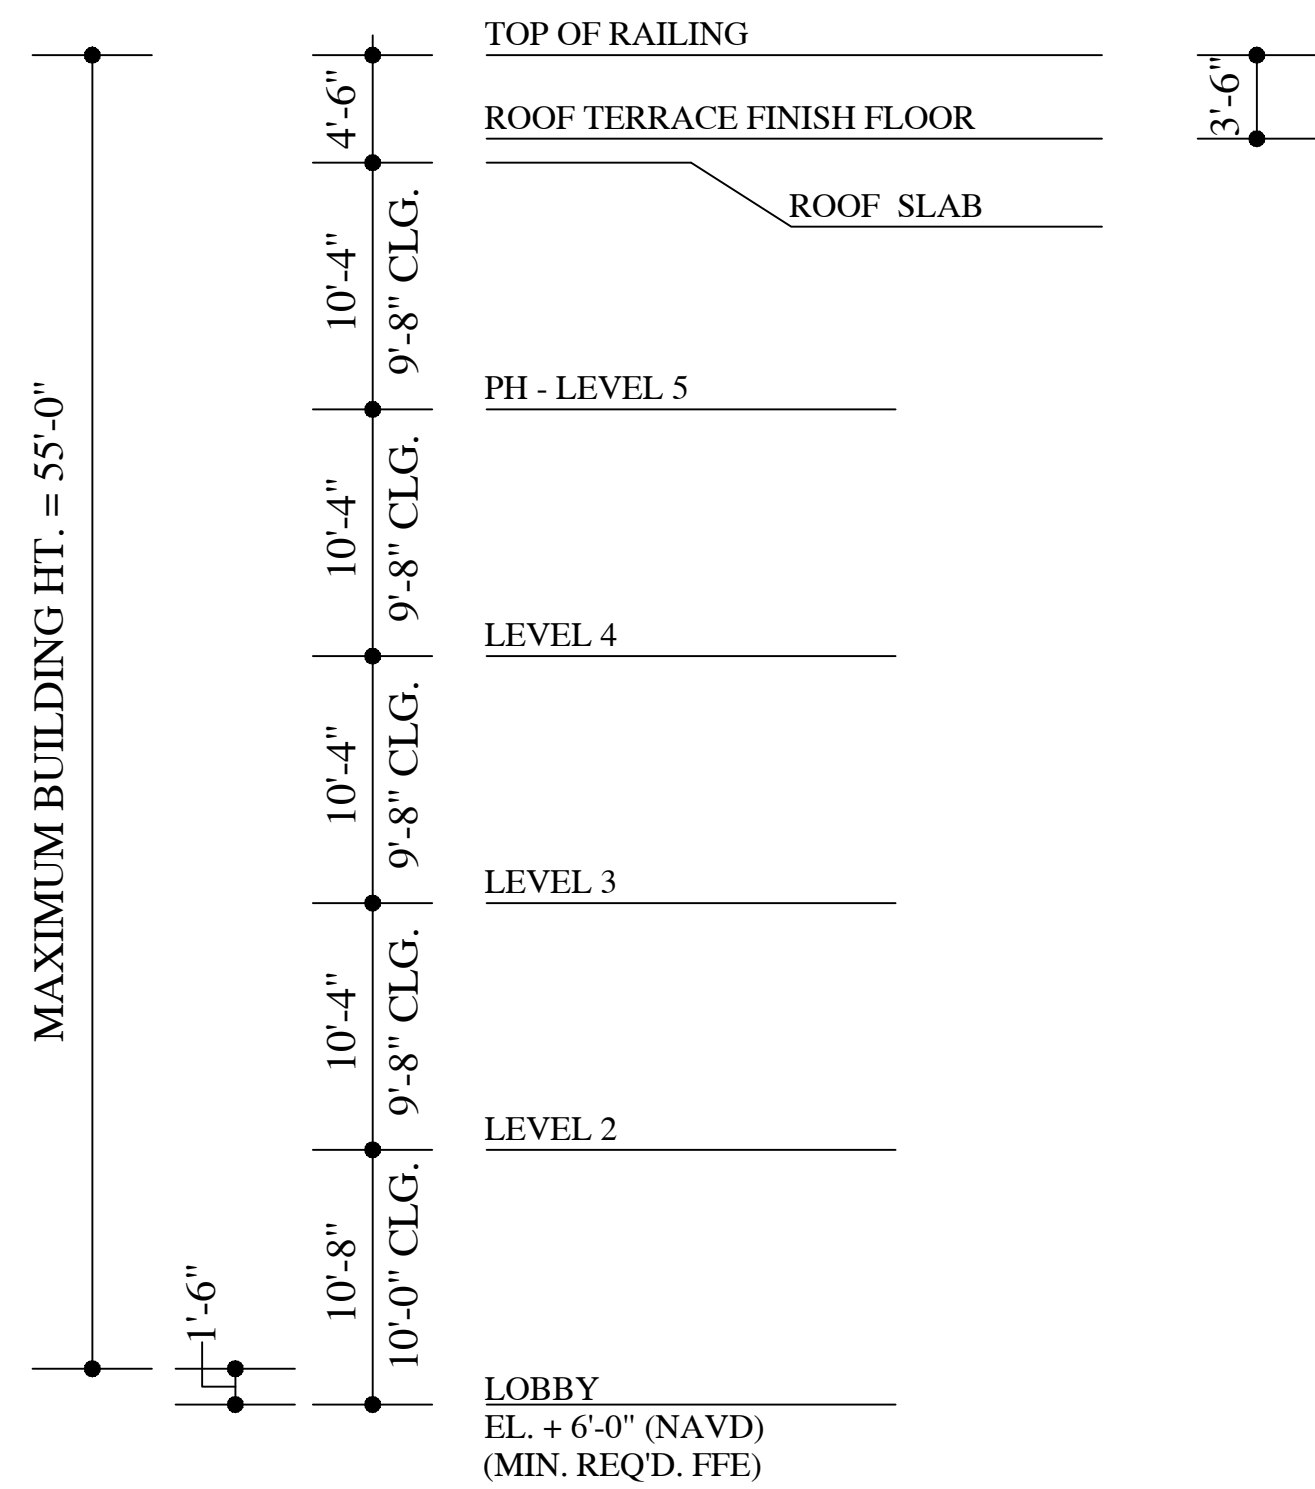 TOP OF RAILING
4'-6"
3'-6"
ROOF TERRACE FINISH FLOOR
ROOF SLAB
10'-4"
9'-8" CLG.
PH - LEVEL 5
MAXIMUM BUILDING HT. = 55'-0"
10'-4"
9'-8" CLG.
LEVEL 4
10'-4"
9'-8" CLG.
LEVEL 3
10'-4"
9'-8" CLG.
LEVEL 2
1'-6"
10'-8"
10'-0" CLG.
LOBBY
EL. + 6'-0" (NAVD)
(MIN. REQ'D. FFE)